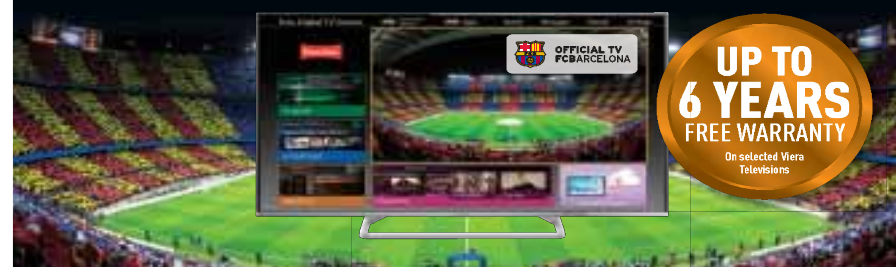 OFFICIAL TV
FCBARCELONA
UP TO
6 YEARS
FREE WARRANTY
On selected Viera
Televisions